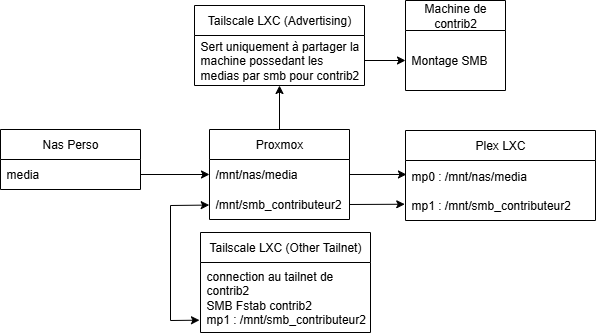 Tailscale LXC (Advertising)
Sert uniquement à partager la
machine possedant les
medias par smb pour contrib2
Machine de
contrib2
Montage SMB
Nas Perso
media
Proxmox
/mnt/nas/media
/mnt/smb_contributeur2
Plex LXC
mp0 : /mnt/nas/media
mp1 : /mnt/smb_contributeur2
Tailscale LXC (Other Tailnet)
connection au tailnet de
contrib2
SMB Fstab contrib2
mp1 : /mnt/smb_contributeur2